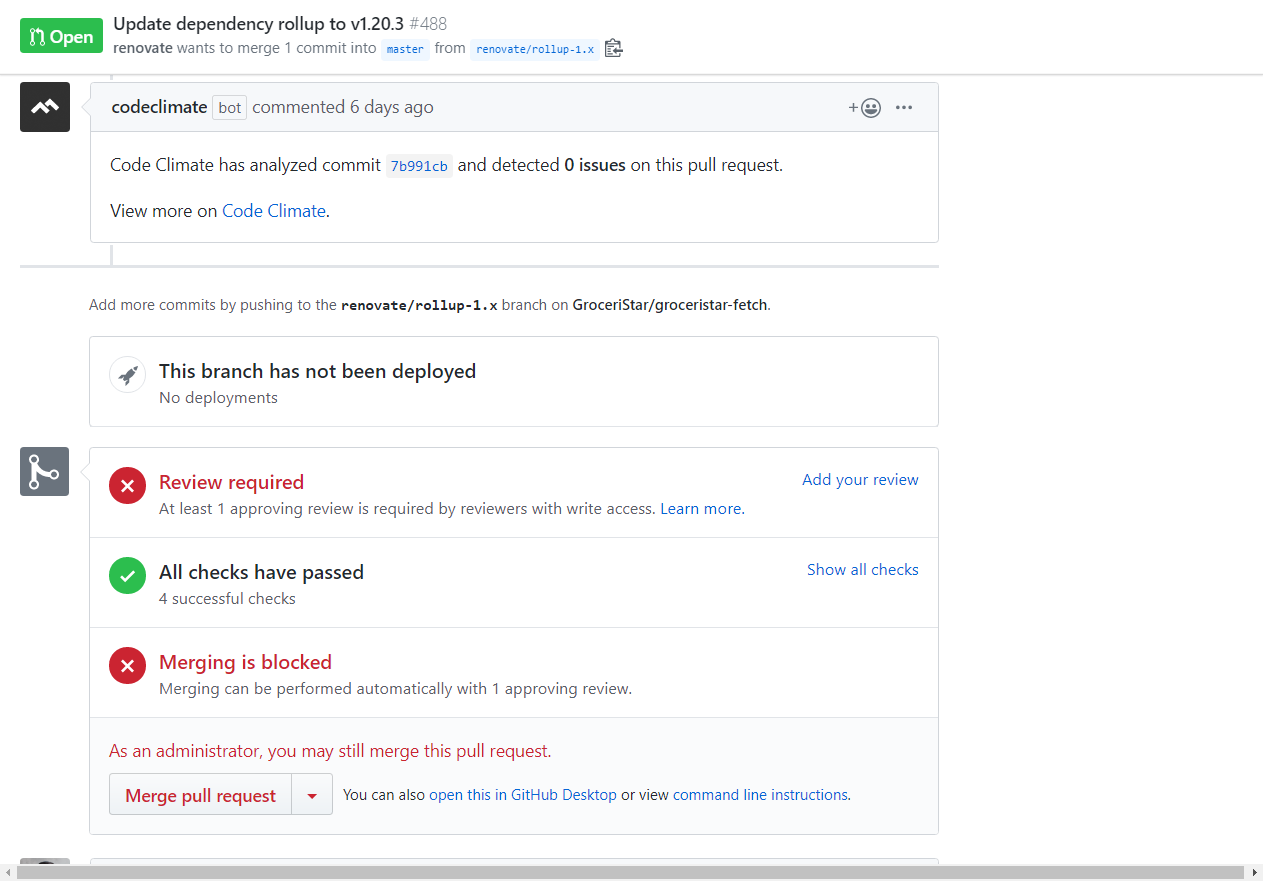 Open
Update dependency rollup to v1.20.3 #488
renovate wants to merge 1 commit into master from renovate/rollup-1.x
codeclimate bot commented 6 days ago
Code Climate has analyzed commit 7b991cb and detected 0 issues on this pull request.
View more on Code Climate.
Add more commits by pushing to the renovate/rollup-1.x branch on GroceriStar/groceristar-fetch.
This branch has not been deployed
No deployments
Review required
Add your review
At least 1 approving review is required by reviewers with write access. Learn more.
All checks have passed
Show all checks
4 successful checks
Merging is blocked
Merging can be performed automatically with 1 approving review.
As an administrator, you may still merge this pull request.
Merge pull request
You can also open this in GitHub Desktop or view command line instructions.